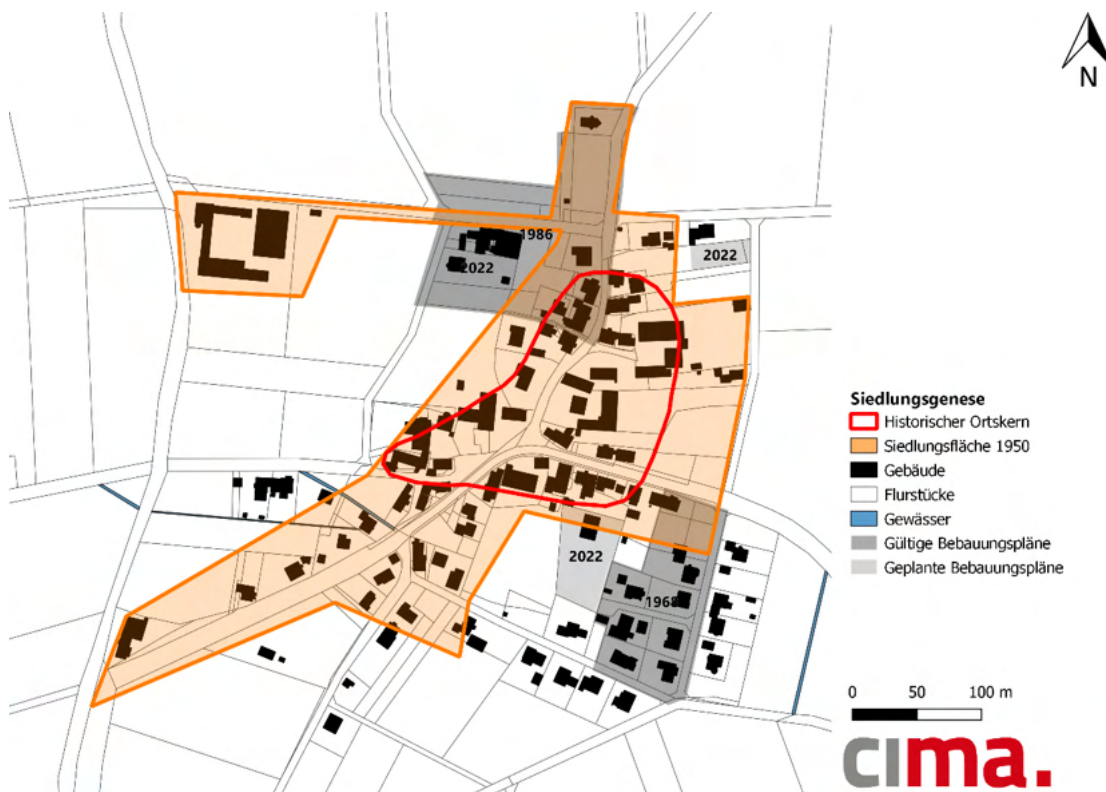 N
1986
2022
2022
2022
1968
Siedlungsgenese
Historischer Ortskern
Siedlungsfläche 1950
Gebäude
Flurstücke
Gewässer
Gültige Bebauungspläne
Geplante Bebauungspläne
0 50 100 m
cima.